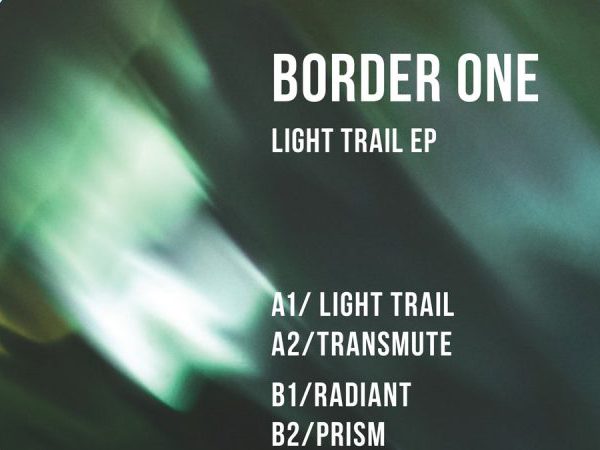 BORDER ONE
LIGHT TRAIL EP
A1/ LIGHT TRAIL
A2/TRANSMUTE
B1/RADIANT
B2/PRISM